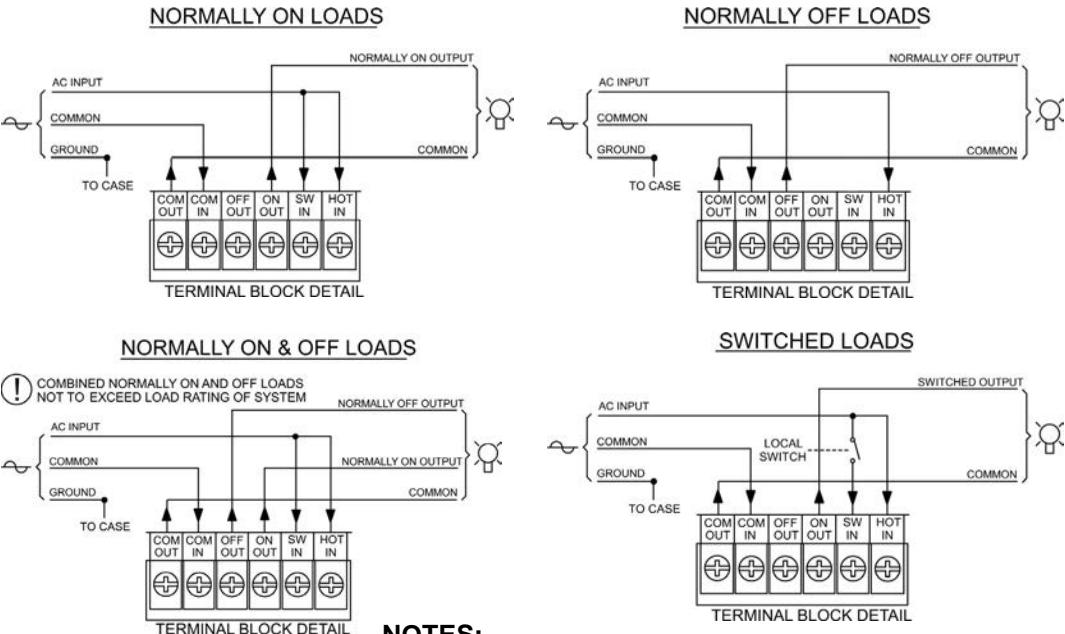 NORMALLY ON LOADS
NORMALLY ON OUTPUT
AC INPUT
COMMON
GROUND
COMMON
TO CASE
COM OUT
COM IN
OFF OUT
ON OUT
SW IN
HOT IN
TERMINAL BLOCK DETAIL
NORMALLY OFF LOADS
NORMALLY OFF OUTPUT
AC INPUT
COMMON
GROUND
COMMON
TO CASE
COM OUT
COM IN
OFF OUT
ON OUT
SW IN
HOT IN
TERMINAL BLOCK DETAIL
NORMALLY ON & OFF LOADS
! COMBINED NORMALLY ON AND OFF LOADS
NOT TO EXCEED LOAD RATING OF SYSTEM
NORMALLY OFF OUTPUT
AC INPUT
COMMON
NORMALLY ON OUTPUT
GROUND
COMMON
TO CASE
COM OUT
COM IN
OFF OUT
ON OUT
SW IN
HOT IN
TERMINAL BLOCK DETAIL
SWITCHED LOADS
SWITCHED OUTPUT
AC INPUT
COMMON
LOCAL
SWITCH
GROUND
COMMON
TO CASE
COM OUT
COM IN
OFF OUT
ON OUT
SW IN
HOT IN
TERMINAL BLOCK DETAIL
NOTES: